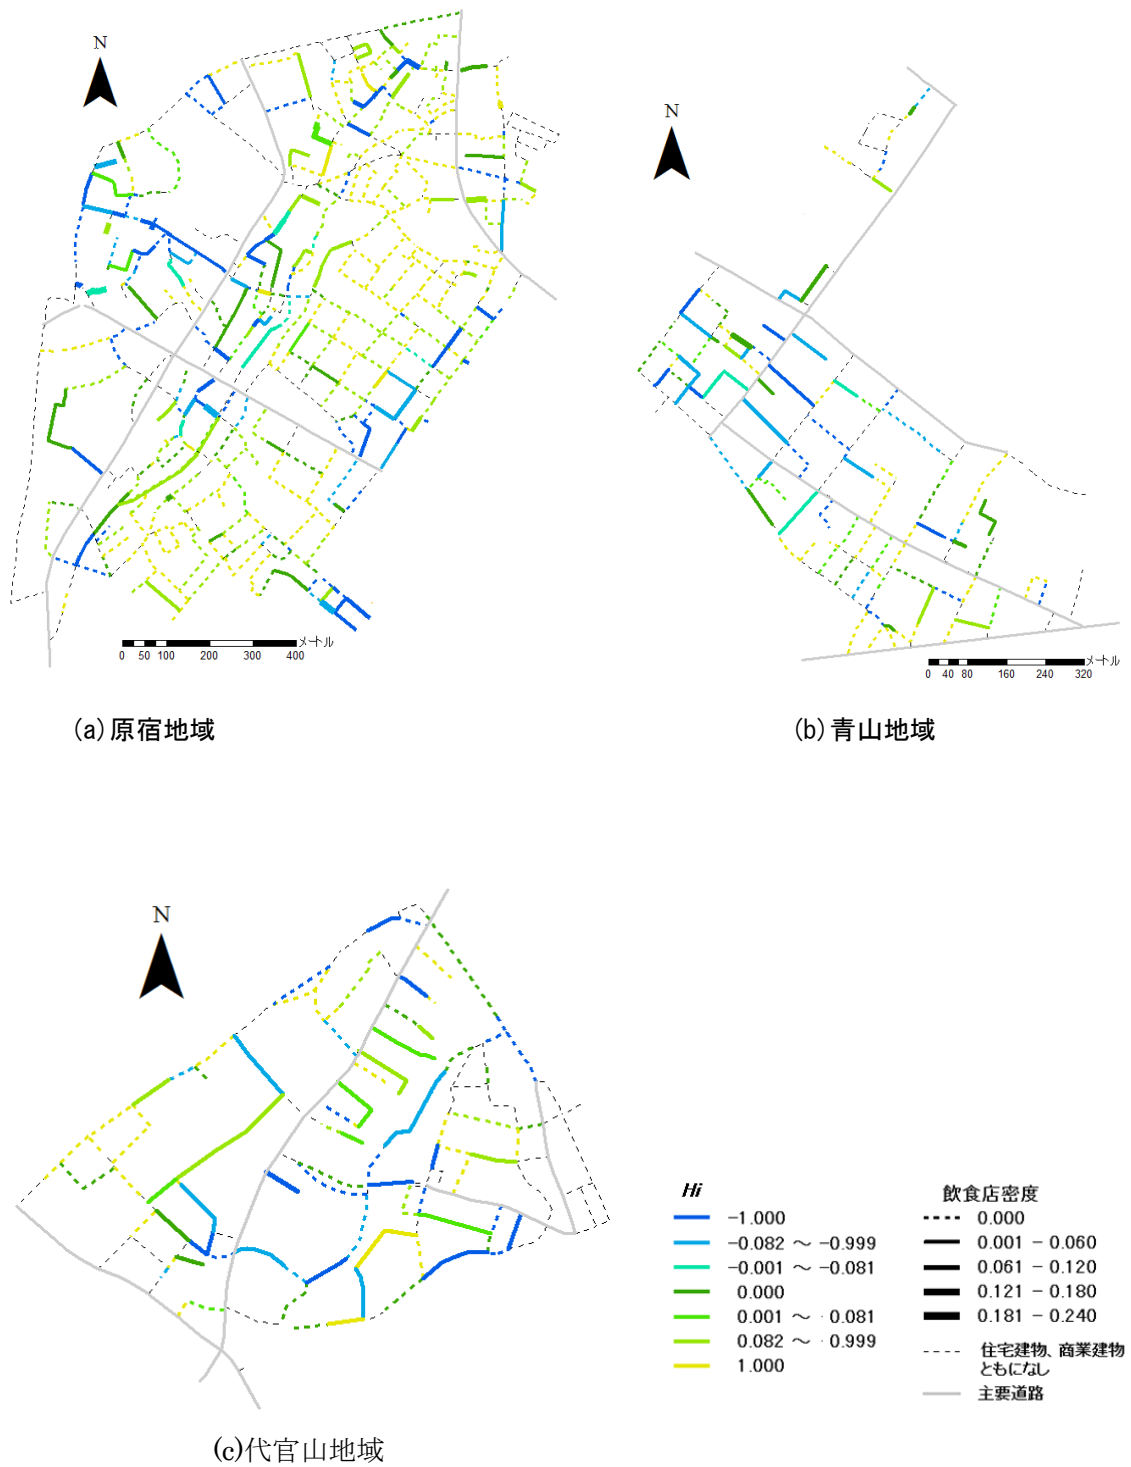 N
N
メートル
0 50 100 200 300 400
メートル
0 40 80 160 240 320
(a)原宿地域
(b)青山地域
N
(c)代官山地域
Hi
-1.000
-0.082 ～ -0.999
-0.001 ～ -0.081
0.000
0.001 ～ 0.081
0.082 ～ 0.999
1.000
飲食店密度
0.000
0.001 - 0.060
0.061 - 0.120
0.121 - 0.180
0.181 - 0.240
住宅建物、商業建物
ともになし
主要道路